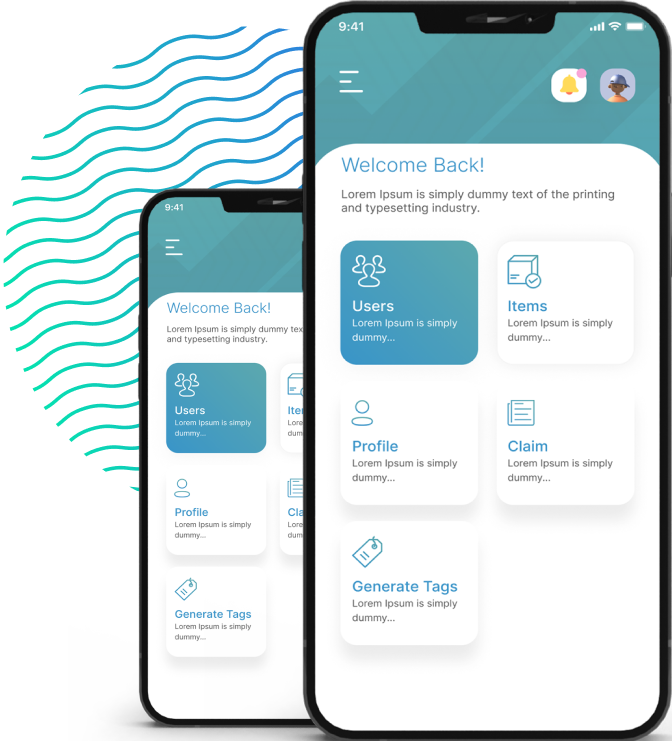 9:41
Welcome Back!
Lorem Ipsum is simply dummy text of the printing
and typesetting industry.
Users
Lorem Ipsum is simply
dummy...
Items
Lorem Ipsum is simply
dummy...
Profile
Lorem Ipsum is simply
dummy...
Claim
Lorem Ipsum is simply
dummy...
Generate Tags
Lorem Ipsum is simply
dummy...
9:41
Welcome Back!
Lorem Ipsum is simply dummy tex
and typesetting industry.
Users
Lorem Ipsum is simply
dummy...
Iter
Lore
dum
Profile
Lorem Ipsum is simply
dummy...
Cla
Lore
dum
Generate Tags
Lorem Ipsum is simply
dummy...